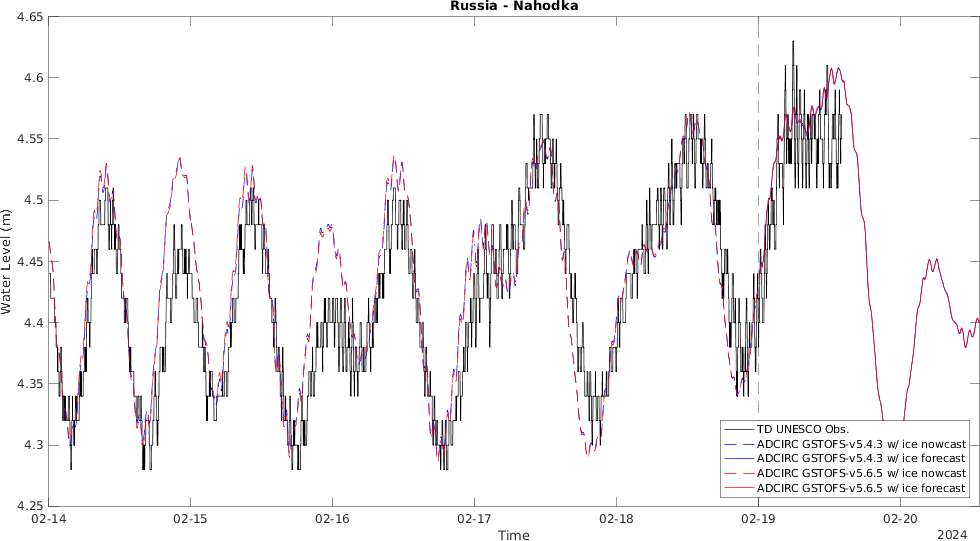 Russia - Nahodka
4.65
4.6
4.55
4.5
4.45
4.4
4.35
4.3
4.25
Water Level (m)
TD UNESCO Obs.
ADCIRC GSTOFS-v5.4.3 w/ ice nowcast
ADCIRC GSTOFS-v5.4.3 w/ ice forecast
ADCIRC GSTOFS-v5.6.5 w/ ice nowcast
ADCIRC GSTOFS-v5.6.5 w/ ice forecast
02-14 02-15 02-16 02-17 02-18 02-19 02-20
Time
2024